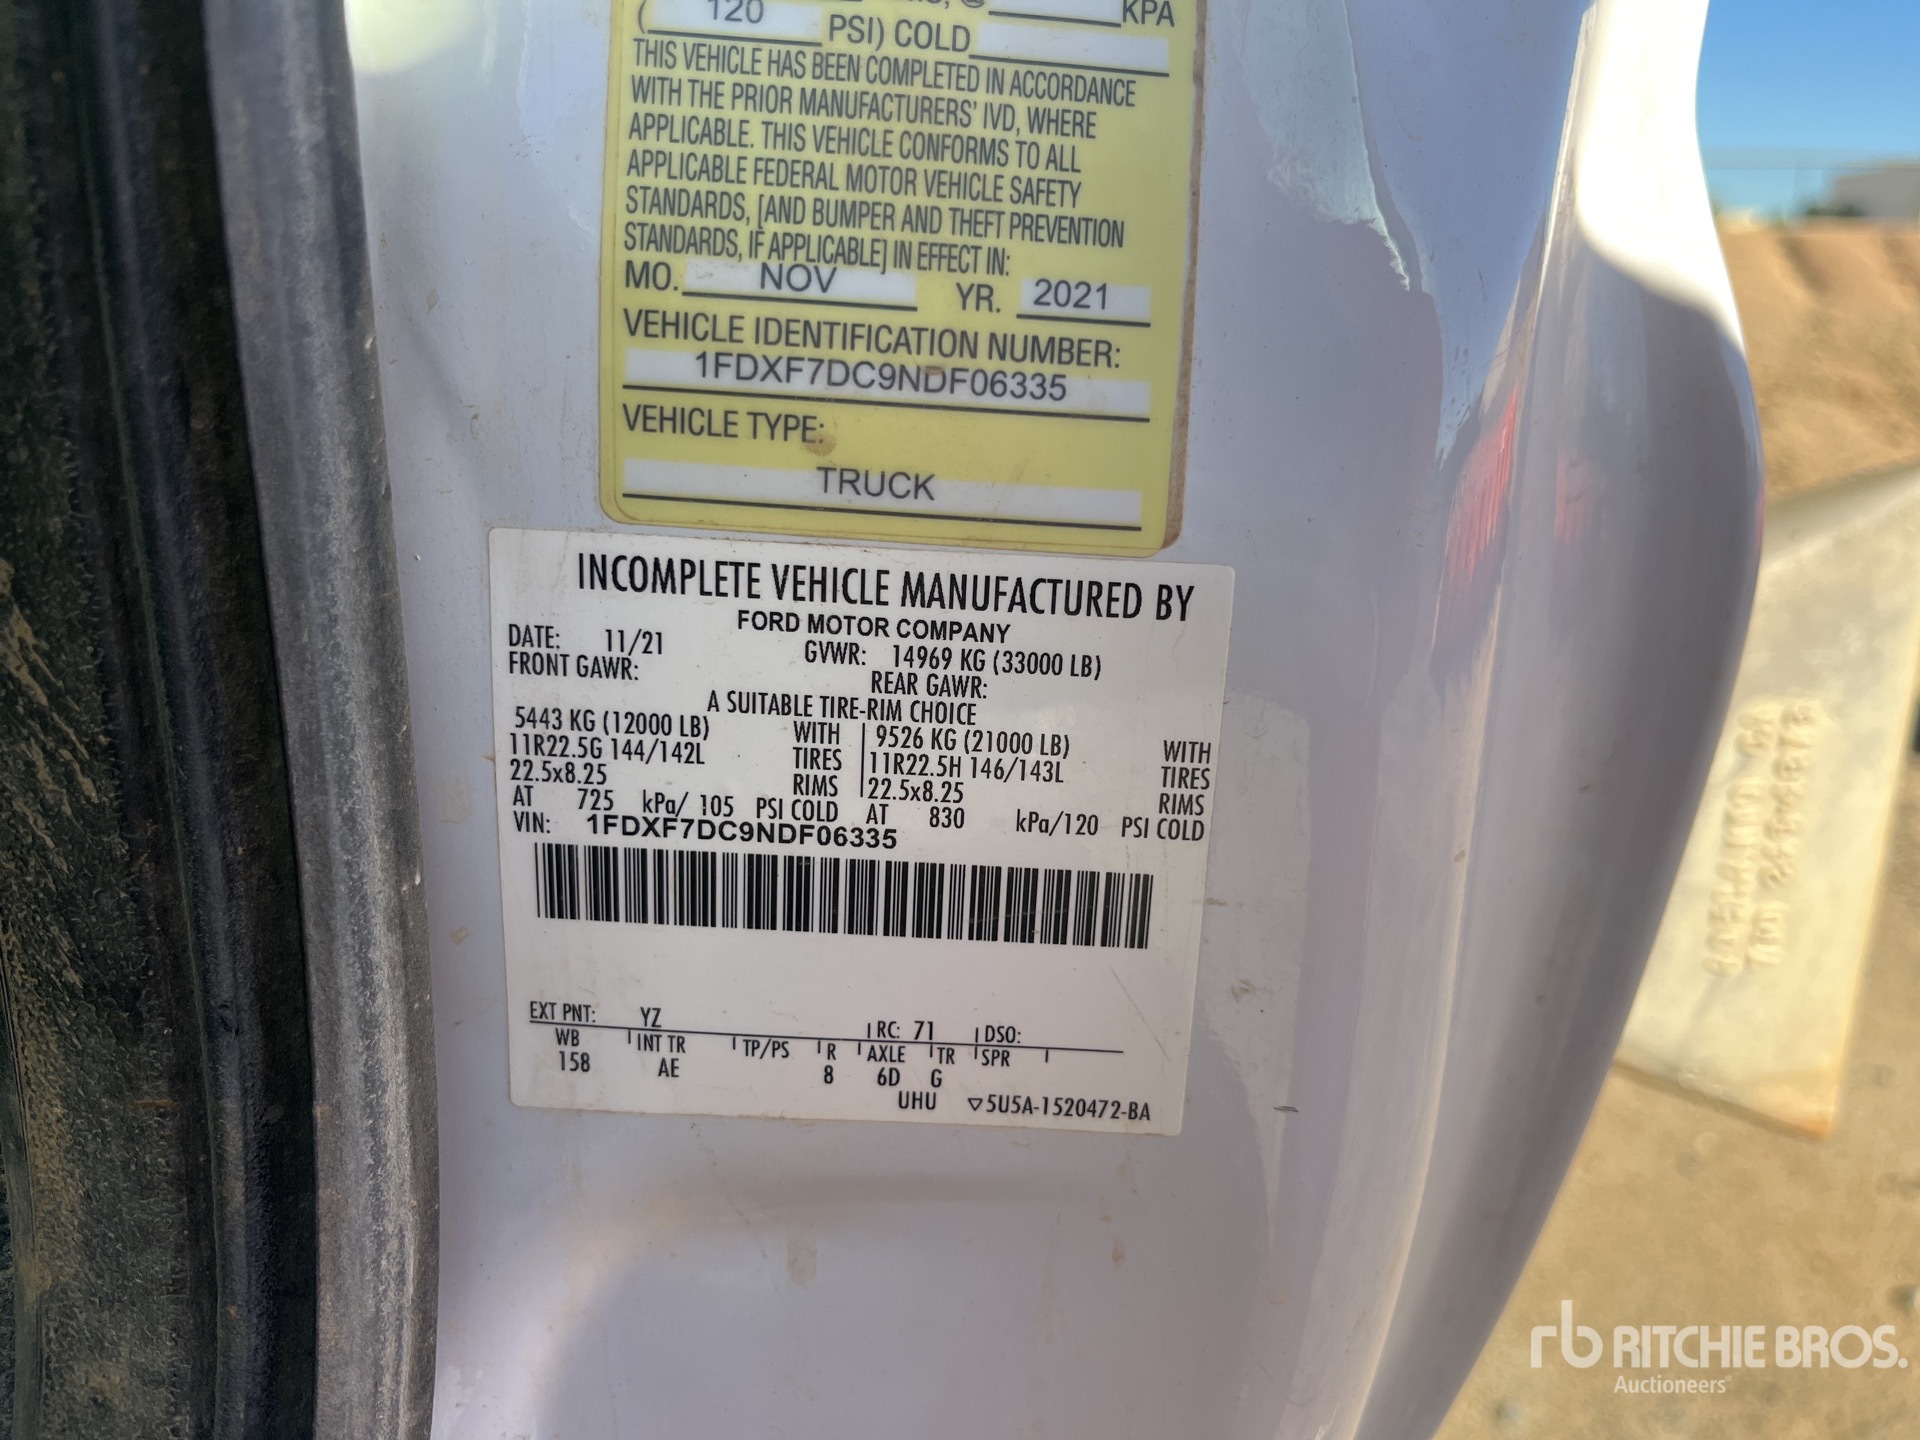 KPA
( 120 PSI) COLD
THIS VEHICLE HAS BEEN COMPLETED IN ACCORDANCE
WITH THE PRIOR MANUFACTURERS' IVD, WHERE
APPLICABLE. THIS VEHICLE CONFORMS TO ALL
APPLICABLE FEDERAL MOTOR VEHICLE SAFETY
STANDARDS, [AND BUMPER AND THEFT PREVENTION
STANDARDS, IF APPLICABLE] IN EFFECT IN:
MO. NOV YR. 2021
VEHICLE IDENTIFICATION NUMBER:
1FDXF7DC9NDF06335
VEHICLE TYPE:
TRUCK
INCOMPLETE VEHICLE MANUFACTURED BY
FORD MOTOR COMPANY
DATE: 11/21 GVWR: 14969 KG (33000 LB)
FRONT GAWR: REAR GAWR:
A SUITABLE TIRE-RIM CHOICE
5443 KG (12000 LB) WITH 9526 KG (21000 LB) WITH
11R22.5G 144/142L TIRES 11R22.5H 146/143L TIRES
22.5x8.25 RIMS 22.5x8.25 RIMS
AT 725 kPa/ 105 PSI COLD AT 830 kPa/120 PSI COLD
VIN: 1FDXF7DC9NDF06335
EXT PNT: YZ RC: 71 DSO:
WB INT TR TP/PS R AXLE TR SPR
158 AE 8 6D G
UHU ▽5U5A-1520472-BA
rb RITCHIE BROS.
Auctioneers